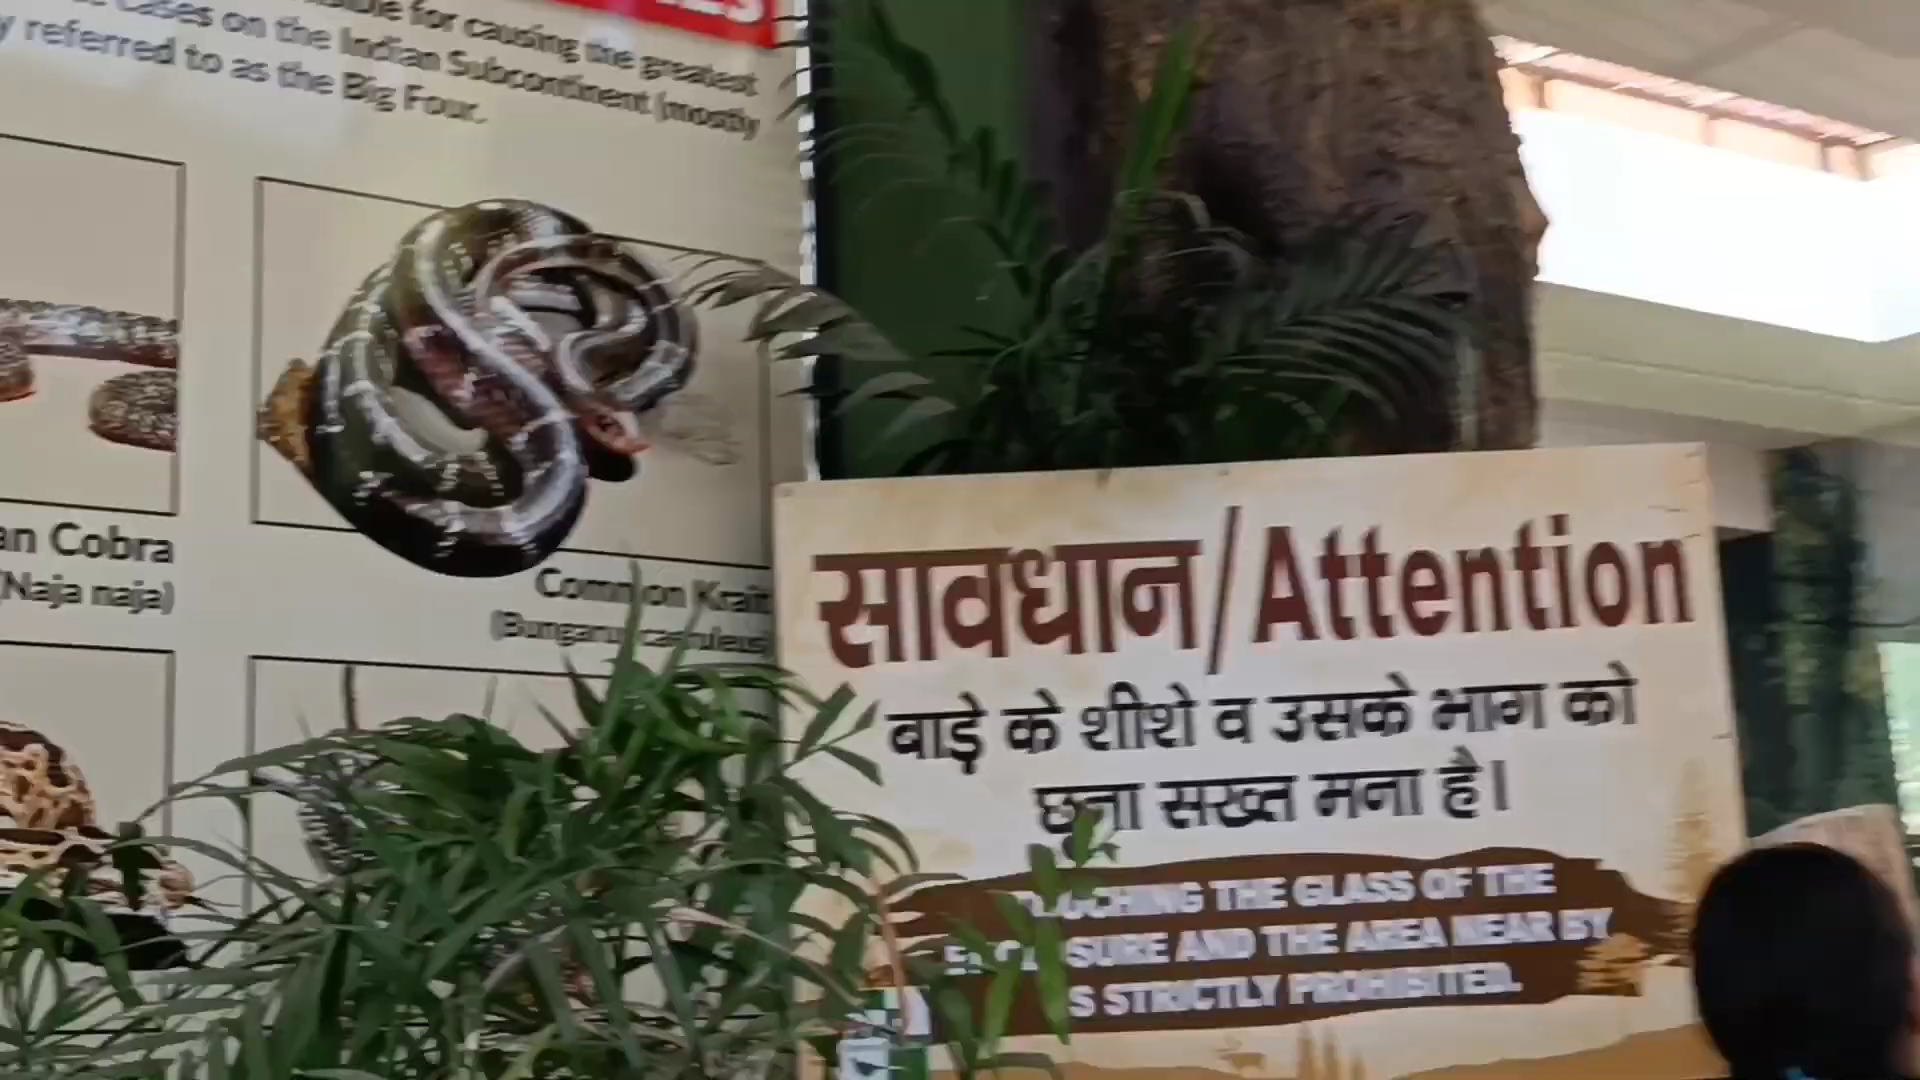 for causing the greatest
cases on the Indian Subcontinent (mostly
referred to as the Big Four.
Cobra
(Naja naja)
Common Krait
(Bungarus caeruleus)
सावधान/Attention
बाड़े के शीशे व उसके भाग को
छूना सख्त मना है।
TOUCHING THE GLASS OF THE
ENCLOSURE AND THE AREA NEAR BY
IS STRICTLY PROHIBITED.